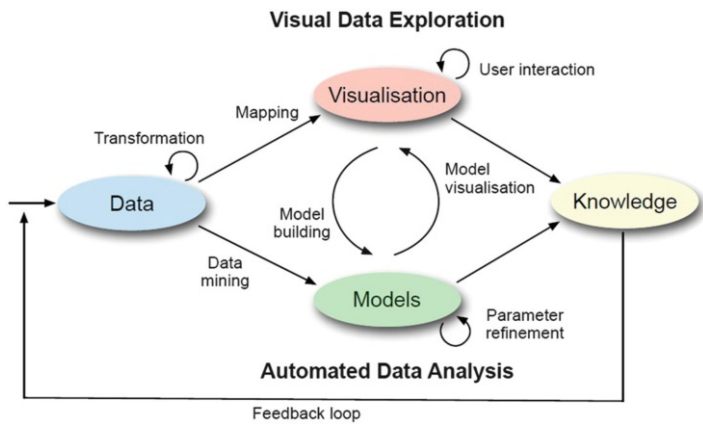 Visual Data Exploration
User interaction
Visualisation
Mapping
Transformation
Model
visualisation
Data
Knowledge
Model
building
Data
mining
Models
Parameter
refinement
Automated Data Analysis
Feedback loop